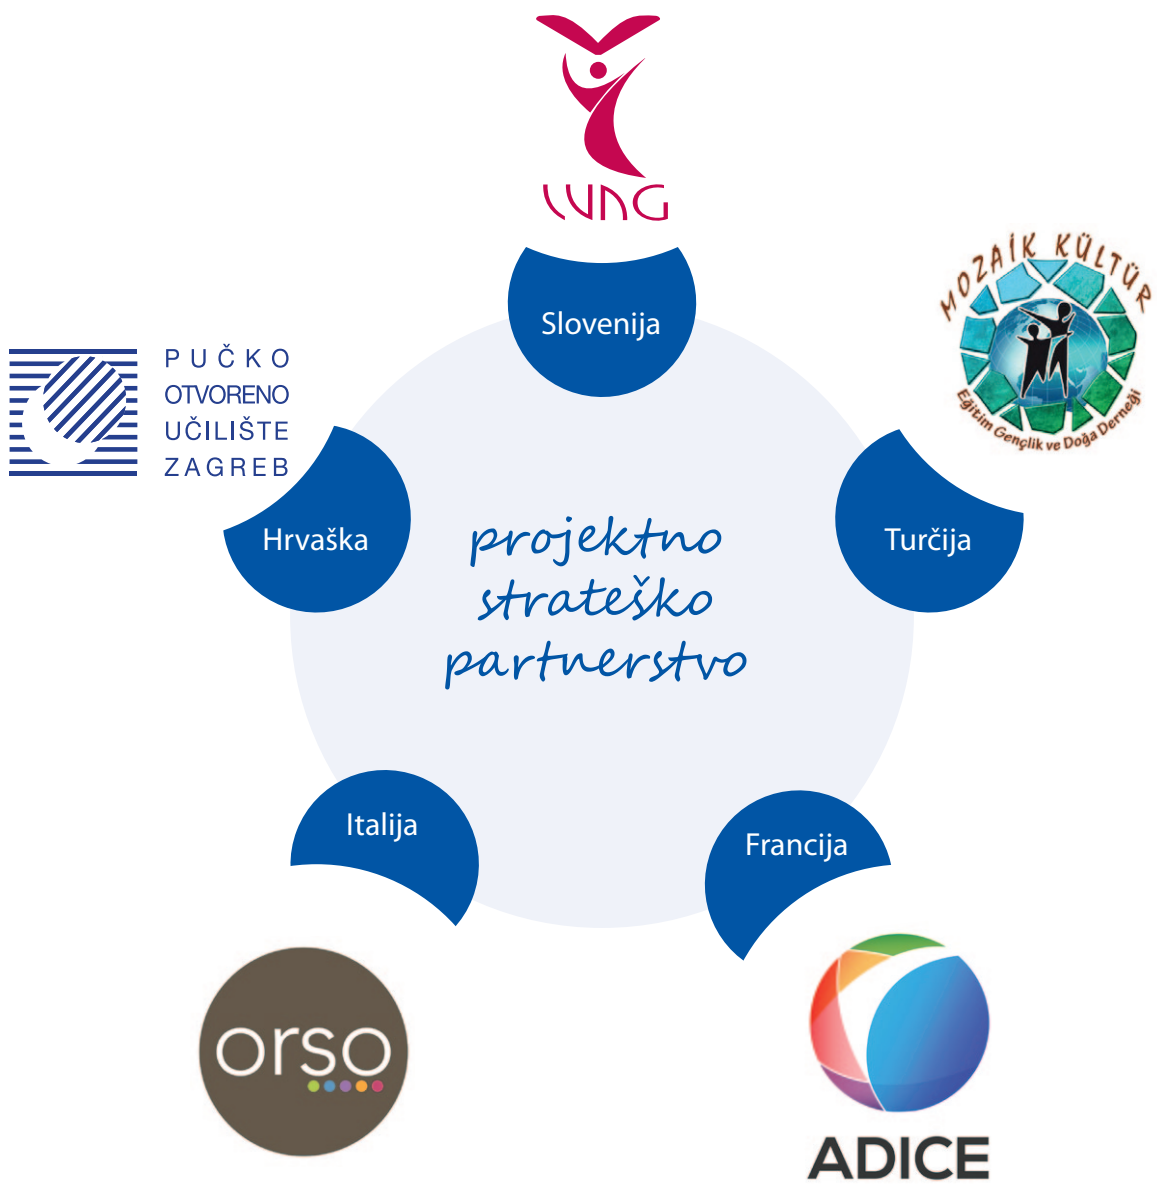 LUNG
Slovenija
MOZAİK KÜLTÜR
Eğitim Gençlik ve Doğa Derneği
PUČKO
OTVORENO
UČILIŠTE
ZAGREB
Hrvaška
Turčija
projektno
strateško
partnerstvo
Italija
Francija
orso
ADICE